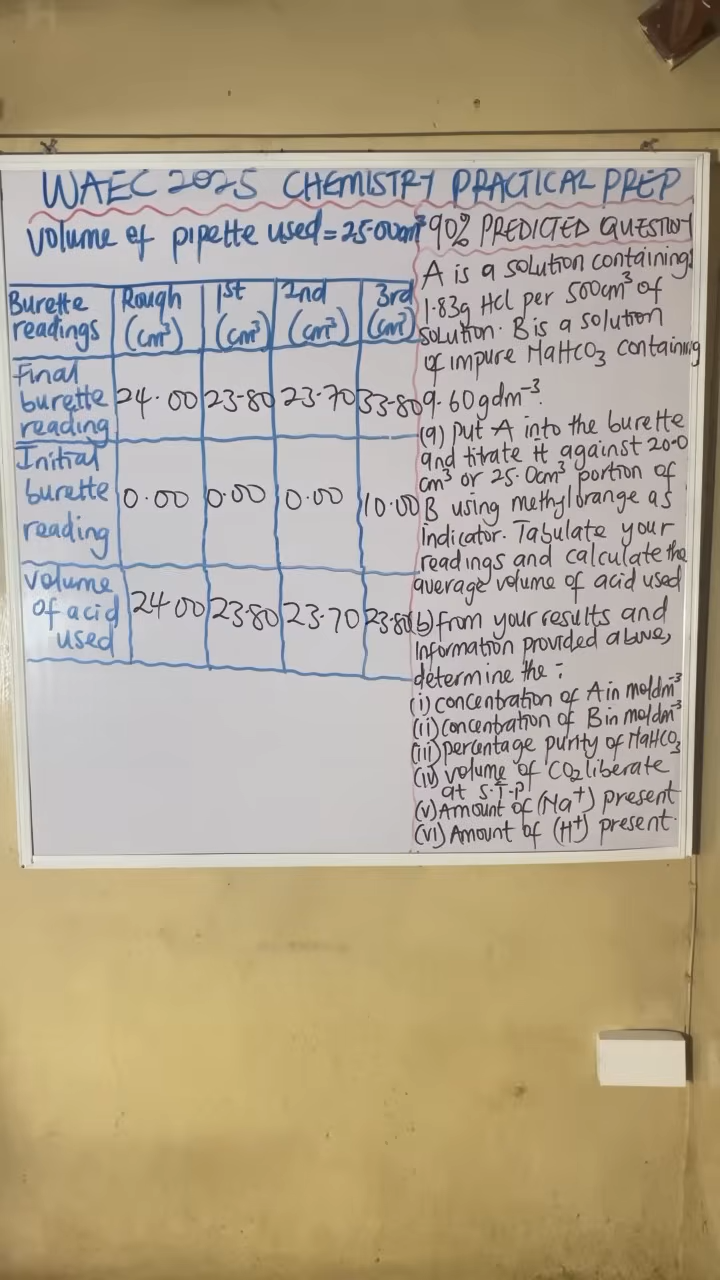 WAEC 2025 CHEMISTRY PRACTICAL PREP
Volume of pipette used = 25.00cm³
Burette readings | Rough (cm³) | 1st (cm³) | 2nd (cm³) | 3rd (cm³)
Final burette reading | 24.00 | 23.80 | 23.70 | 33.80
Initial burette reading | 0.00 | 0.00 | 0.00 | 10.00
Volume of acid used | 24.00 | 23.80 | 23.70 | 23.80
90% PREDICTED QUESTION
A is a solution containing
1.83g HCl per 500cm³ of
solution. B is a solution
of impure NaHCO₃ containing
9.60gdm⁻³.
(a) Put A into the burette
and titrate it against 20.0
cm³ or 25.0cm³ portion of
B using methyl orange as
indicator. Tabulate your
readings and calculate the
average volume of acid used
(b) From your results and
information provided above,
determine the:
(i) concentration of A in moldm⁻³
(ii) concentration of B in moldm⁻³
(iii) percentage purity of NaHCO₃
(iv) volume of CO₂ liberate
at S.T.P
(v) Amount of (Na⁺) present
(vi) Amount of (H⁺) present.